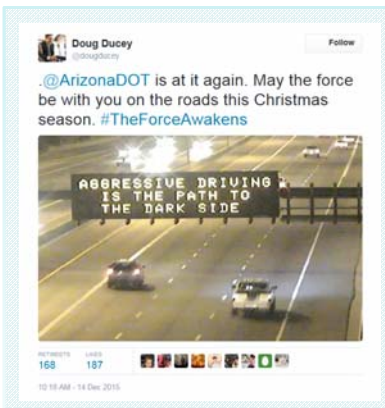 Doug Ducey
@dougducey
Follow
.@ArizonaDOT is at it again. May the force
be with you on the roads this Christmas
season. #TheForceAwakens
AGGRESSIVE DRIVING
IS THE PATH TO
THE DARK SIDE
RETWEETS LIKES
168 187
10:18 AM - 14 Dec 2015